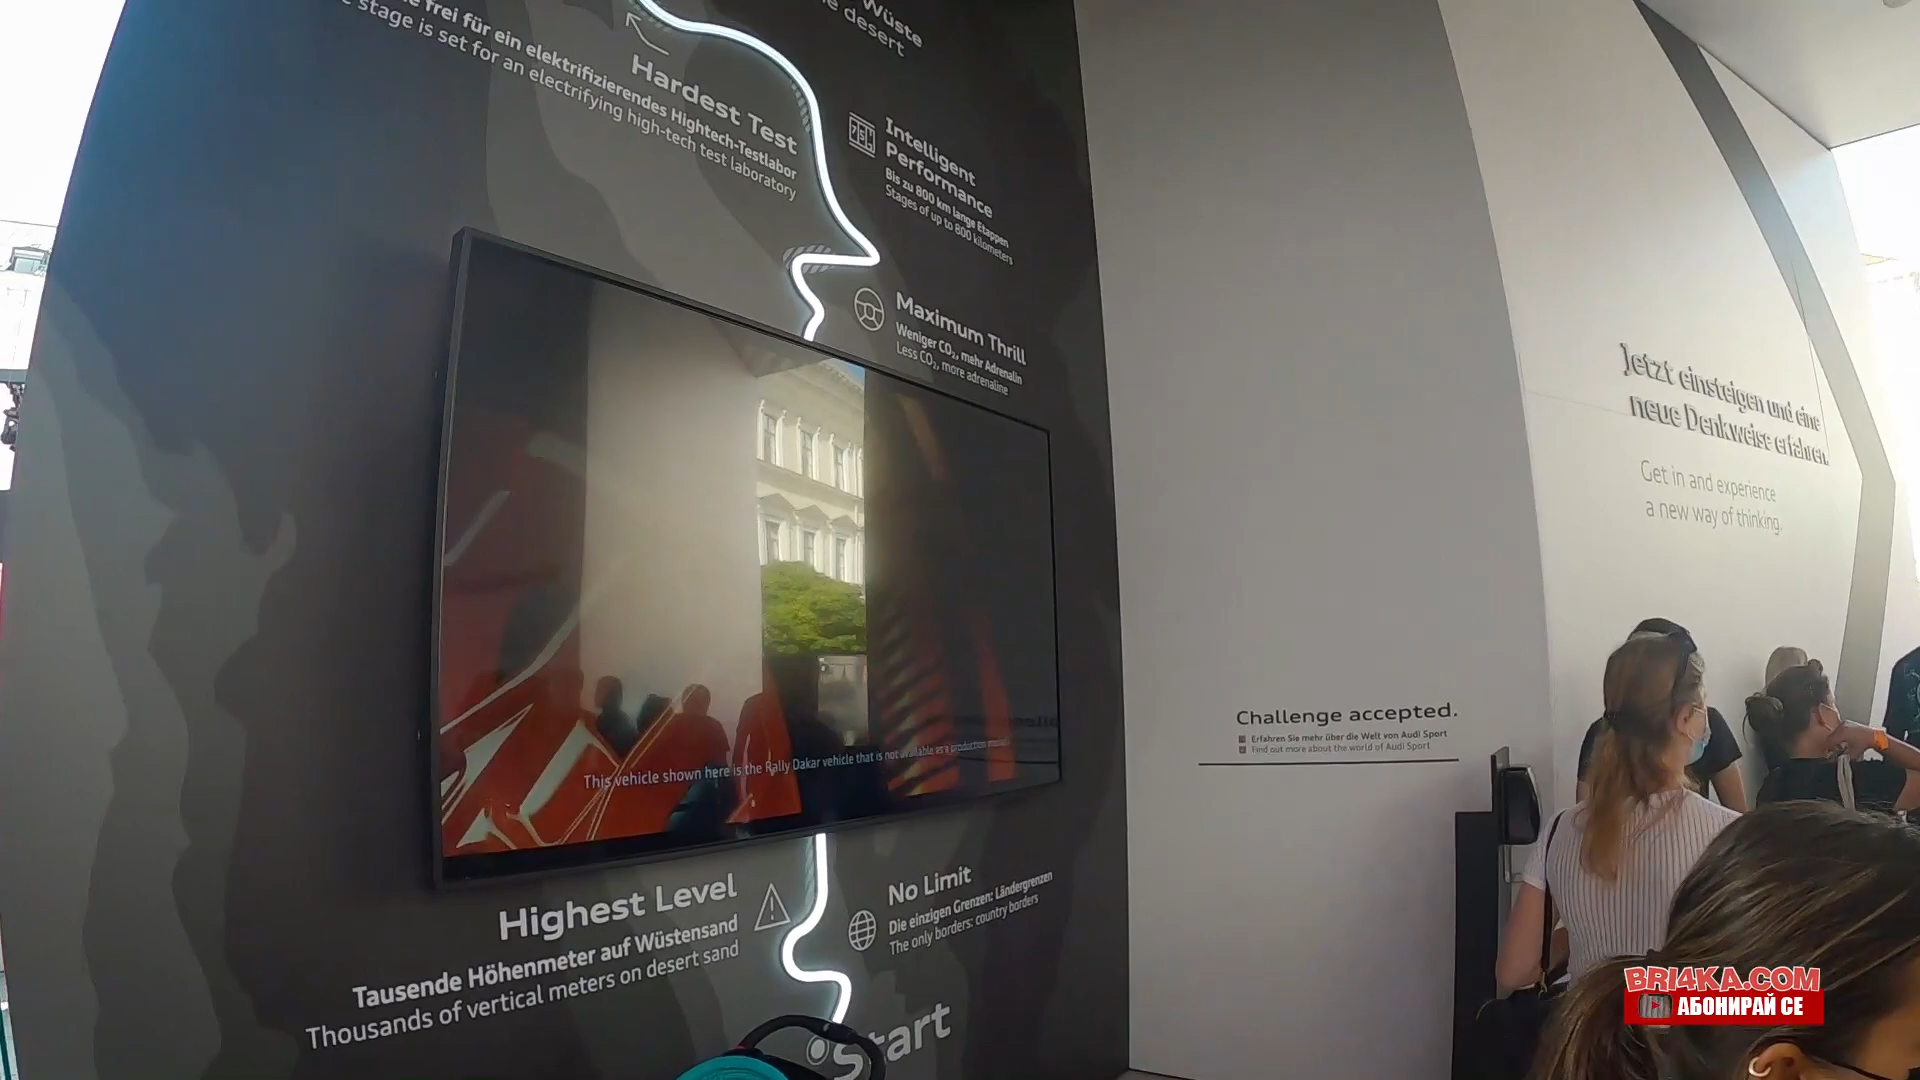 Wüste
desert
frei für ein elektrifizierendes Hightech-Testlabor
stage is set for an electrifying high-tech test laboratory
Hardest Test
Intelligent
Performance
Bis zu 800 km lange Etappen
Stages of up to 800 kilometers
Maximum Thrill
Weniger CO₂, mehr Adrenalin
Less CO₂, more adrenaline
This vehicle shown here is the Rally Dakar vehicle that is not available as a production model
Highest Level
Tausende Höhenmeter auf Wüstensand
Thousands of vertical meters on desert sand
No Limit
Die einzigen Grenzen: Ländergrenzen
The only borders: country borders
Start
Challenge accepted.
Erfahren Sie mehr über die Welt von Audi Sport
Find out more about the world of Audi Sport
Jetzt einsteigen und eine
neue Denkweise erfahren.
Get in and experience
a new way of thinking.
BRI4KA.COM
АБОНИРАЙ СЕ